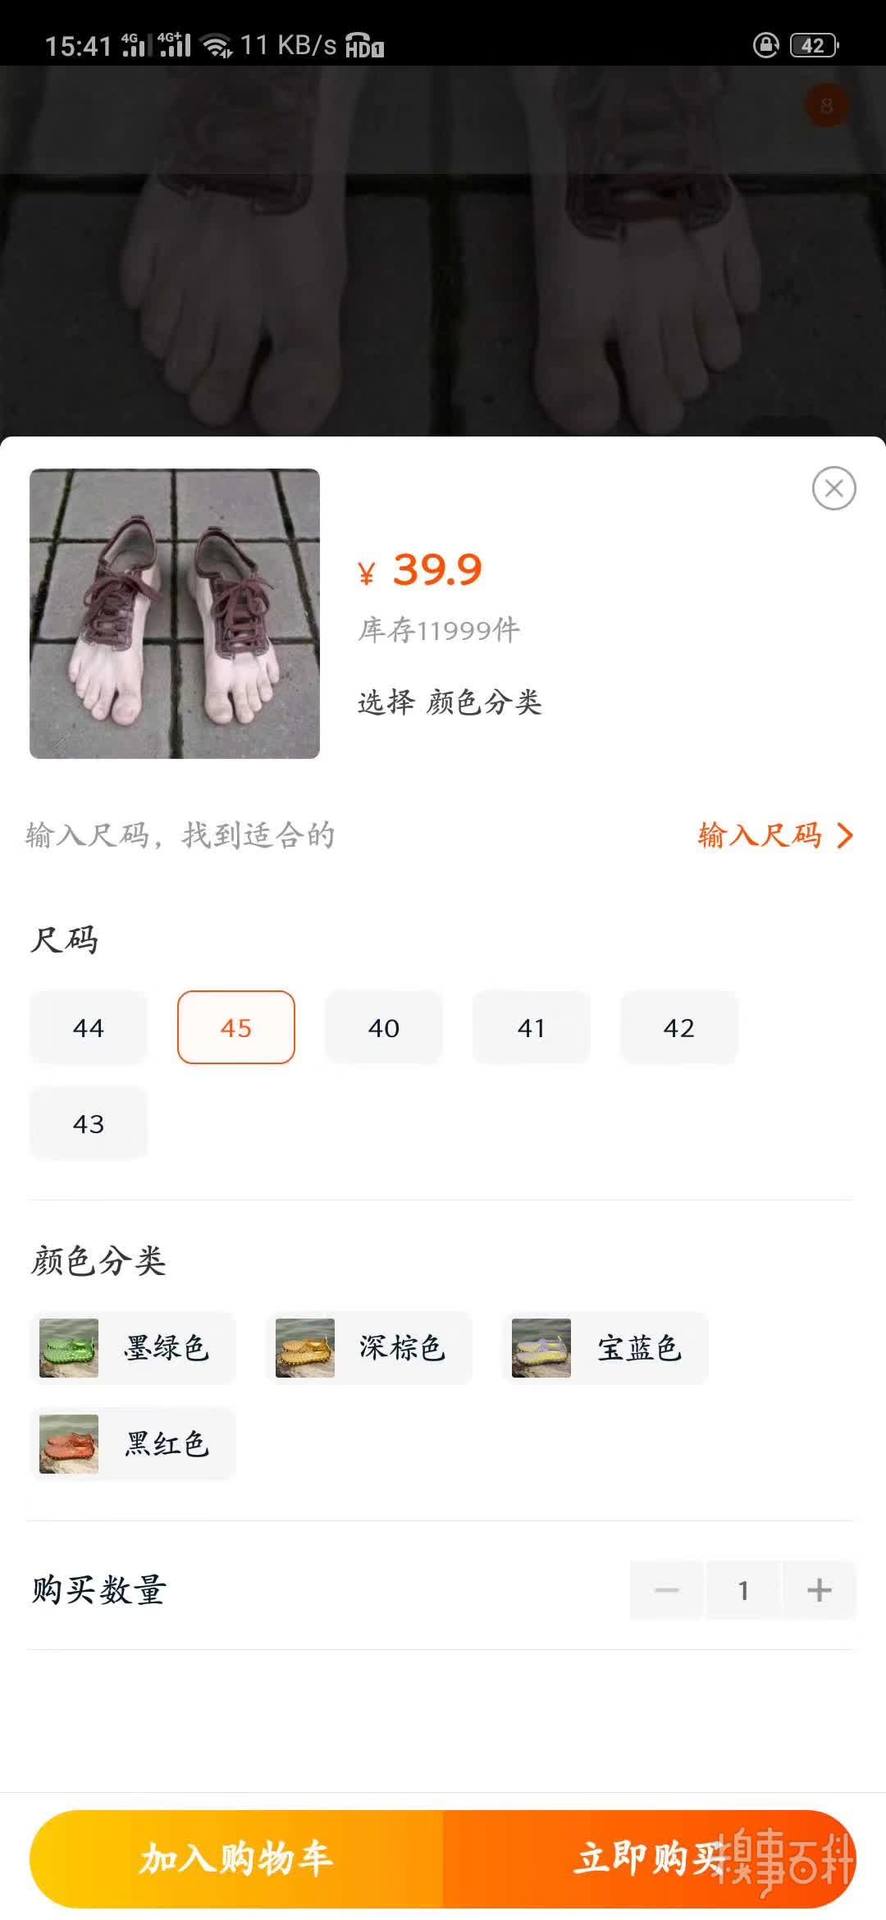 15:41 4G 4G+ 11 KB/s HD1 42
8
¥ 39.9
库存11999件
选择 颜色分类
输入尺码，找到适合的 输入尺码
尺码
44 45 40 41 42
43
颜色分类
墨绿色 深棕色 宝蓝色
黑红色
购买数量 1
加入购物车 立即购买
糗事百科